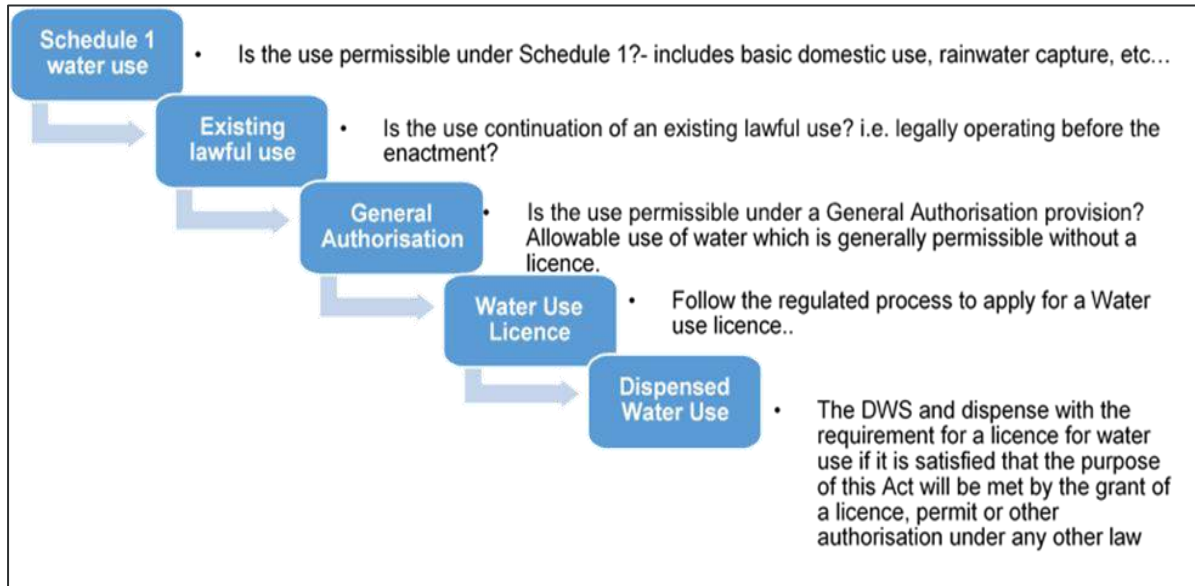 Schedule 1
water use
• Is the use permissible under Schedule 1?- includes basic domestic use, rainwater capture, etc…
Existing
lawful use
• Is the use continuation of an existing lawful use? i.e. legally operating before the
enactment?
General
Authorisation
• Is the use permissible under a General Authorisation provision?
Allowable use of water which is generally permissible without a
licence.
Water Use
Licence
• Follow the regulated process to apply for a Water
use licence..
Dispensed
Water Use
• The DWS and dispense with the
requirement for a licence for water
use if it is satisfied that the purpose
of this Act will be met by the grant of
a licence, permit or other
authorisation under any other law